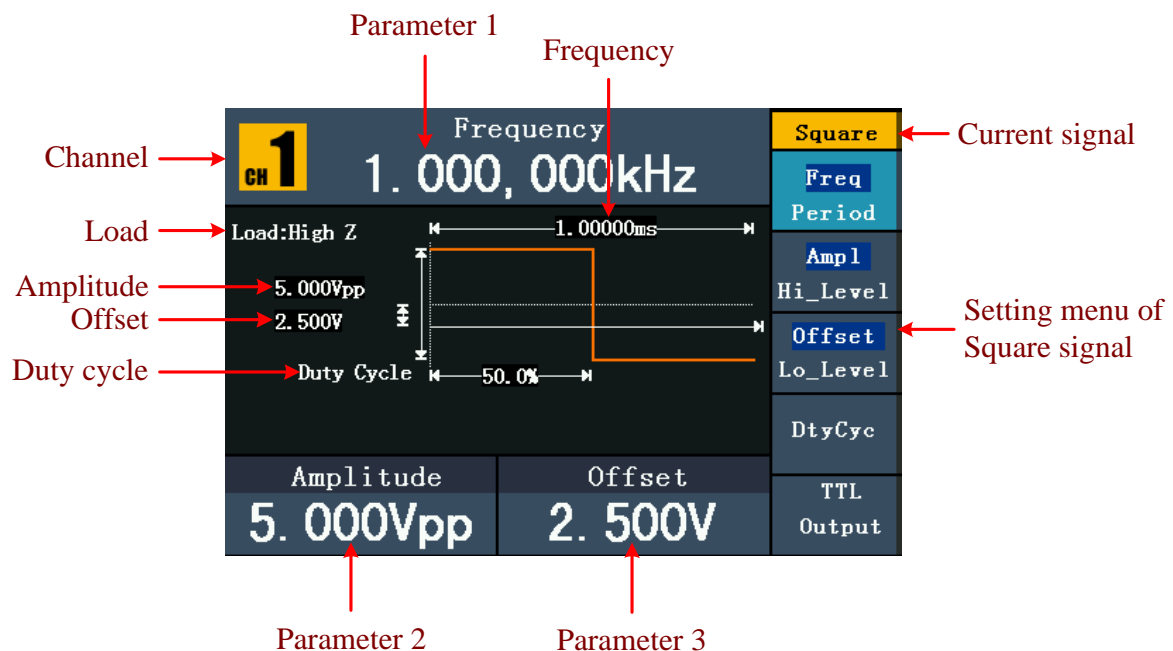 Parameter 1
Frequency
Channel
Load
Amplitude
Offset
Duty cycle
CH 1
Frequency
1.000,000kHz
Load:High Z
1.00000ms
5.000Vpp
2.500V
Duty Cycle
50.0%
Amplitude
5.000Vpp
Offset
2.500V
Square
Freq
Period
Ampl
Hi_Level
Offset
Lo_Level
DtyCyc
TTL
Output
Current signal
Setting menu of
Square signal
Parameter 2
Parameter 3